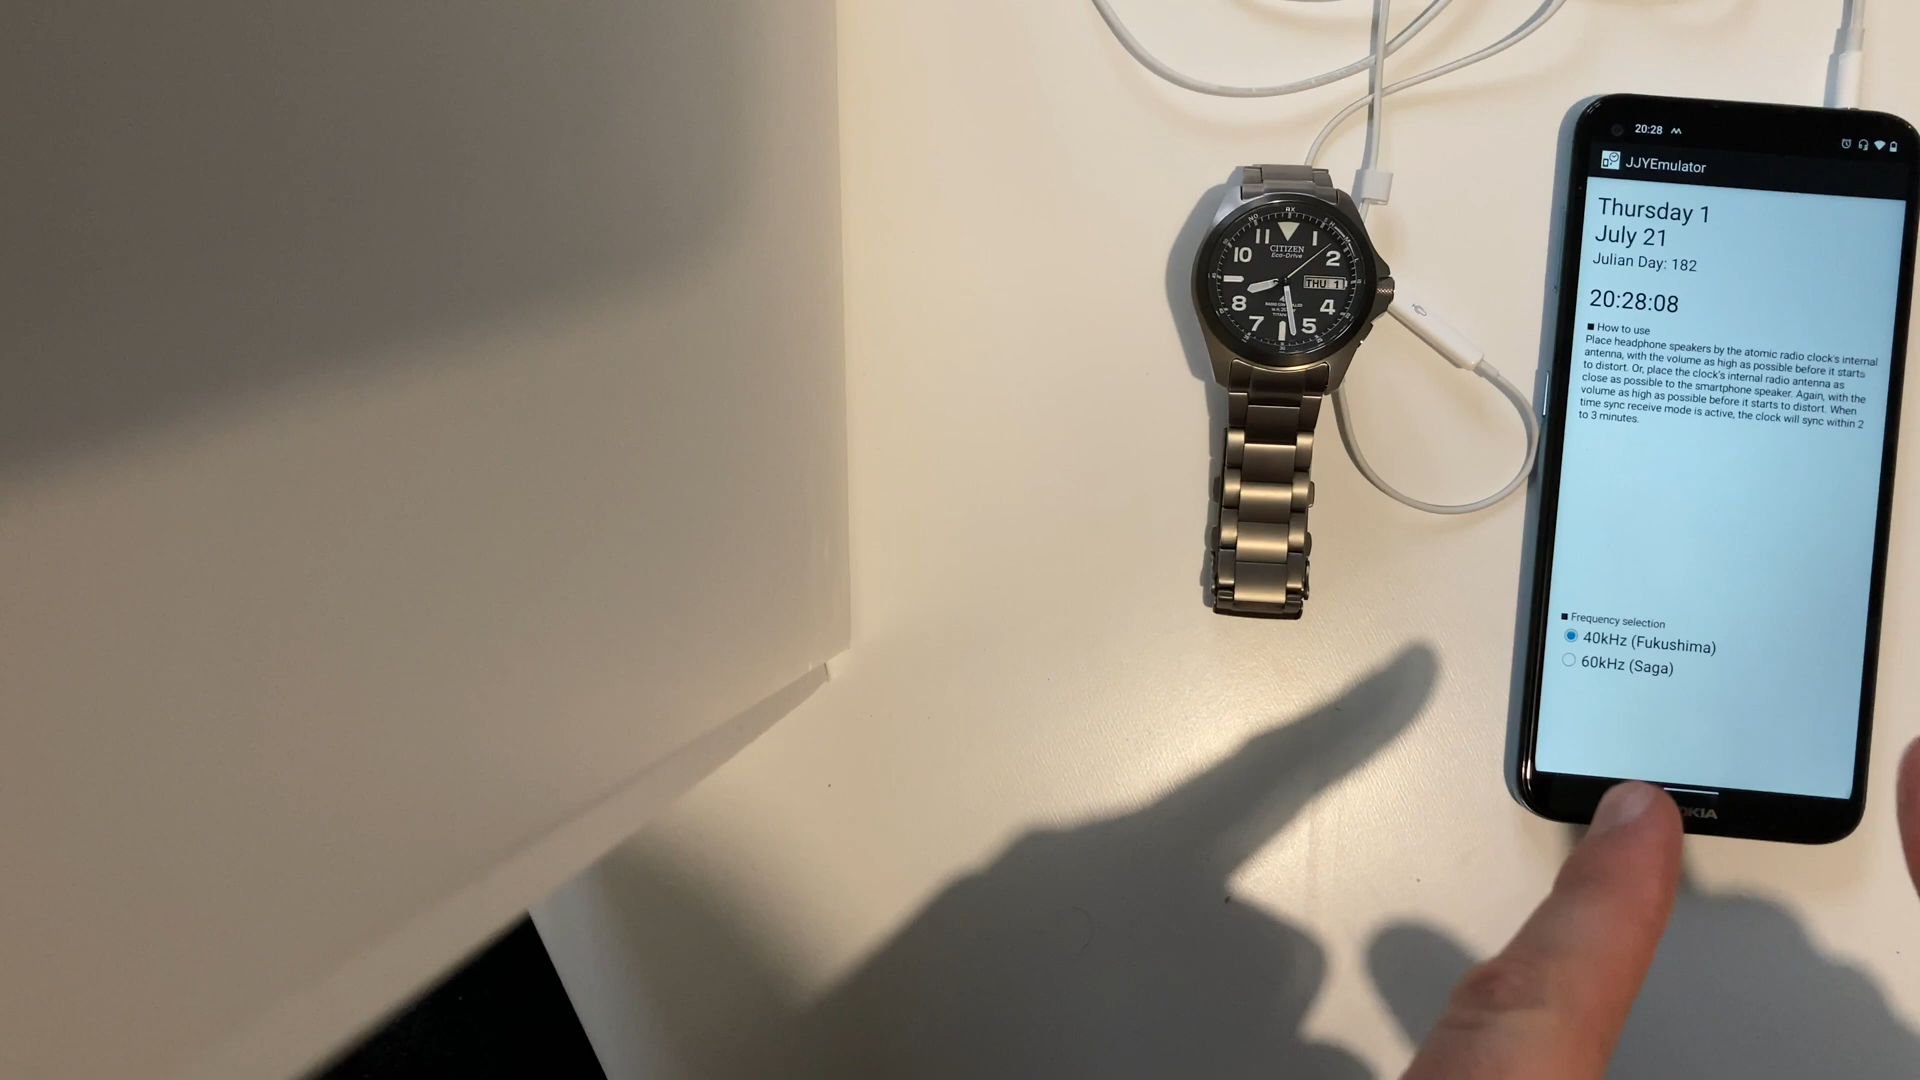 20:28
JJYEmulator
Thursday 1
July 21
Julian Day: 182
20:28:08
■ How to use
Place headphone speakers by the atomic radio clock's internal
antenna, with the volume as high as possible before it starts
to distort. Or, place the clock's internal radio antenna as
close as possible to the smartphone speaker. Again, with the
volume as high as possible before it starts to distort. When
time sync receive mode is active, the clock will sync within 2
to 3 minutes.
■ Frequency selection
40kHz (Fukushima)
60kHz (Saga)
11 1
10 2
CITIZEN
Eco-Drive
THU 1
8 4
7 5